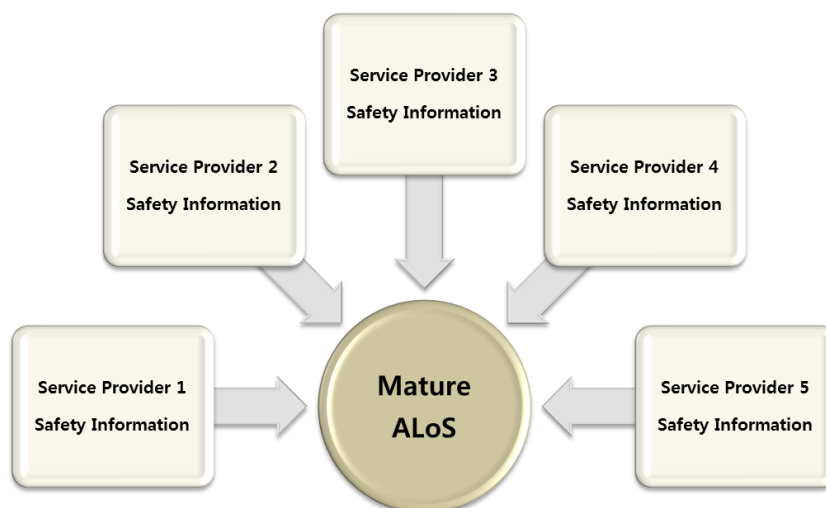 Service Provider 3
Safety Information
Service Provider 2
Safety Information
Service Provider 4
Safety Information
Service Provider 1
Safety Information
Mature
ALoS
Service Provider 5
Safety Information